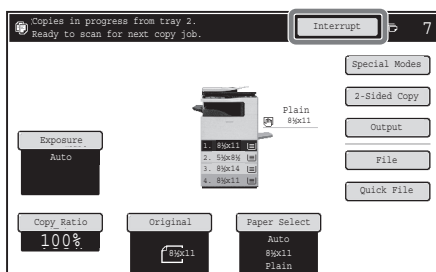 Copies in progress from tray 2.
Ready to scan for next copy job.
Interrupt
7
Special Modes
2-Sided Copy
Output
File
Quick File
Plain
8½x11
1. 8½x11
2. 5½x8½
3. 8½x14
4. 8½x11
Exposure
Auto
Copy Ratio
100%
Original
8½x11
Paper Select
Auto
8½x11
Plain